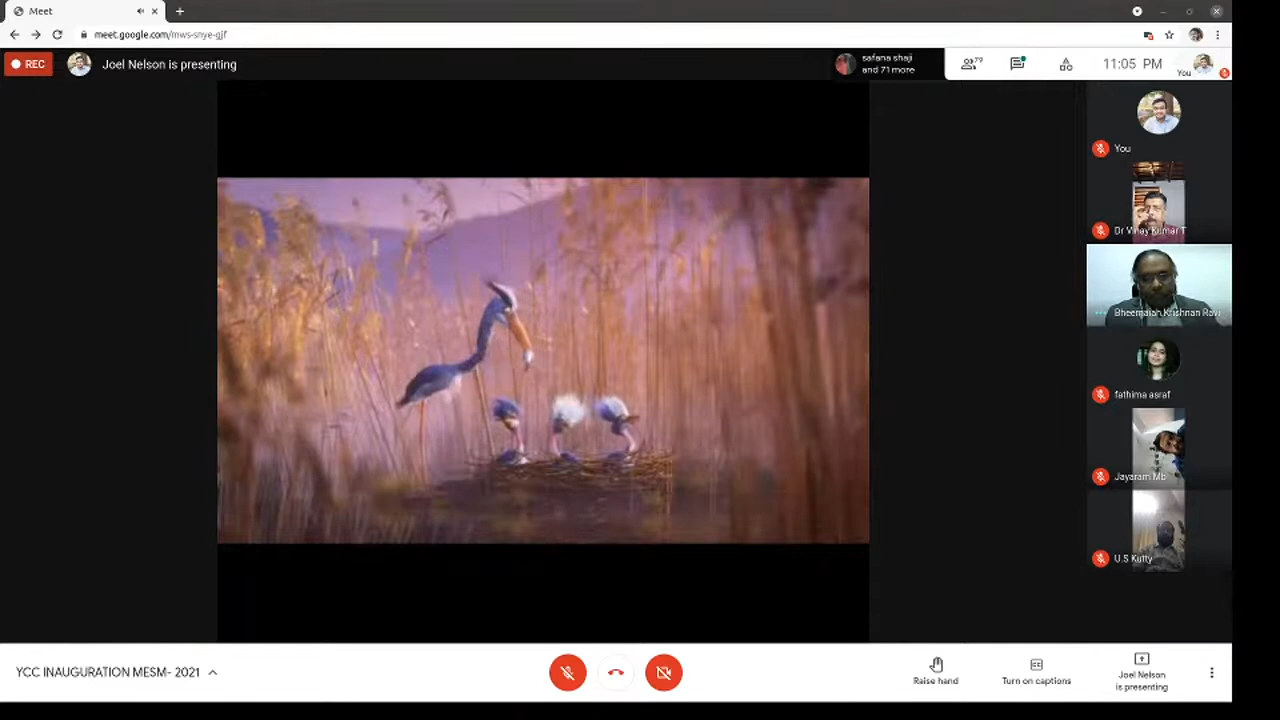 Meet
meet.google.com/mws-snye-gjf
REC
Joel Nelson is presenting
safana shaji
and 71 more
79
11:05 PM
You
You
Dr Vinay Kumar T
Bheemaiah Krishnan Ravi
fathima asraf
Jayaram Mb
U.S Kutty
YCC INAUGURATION MESM- 2021
Raise hand
CC
Turn on captions
Joel Nelson
is presenting